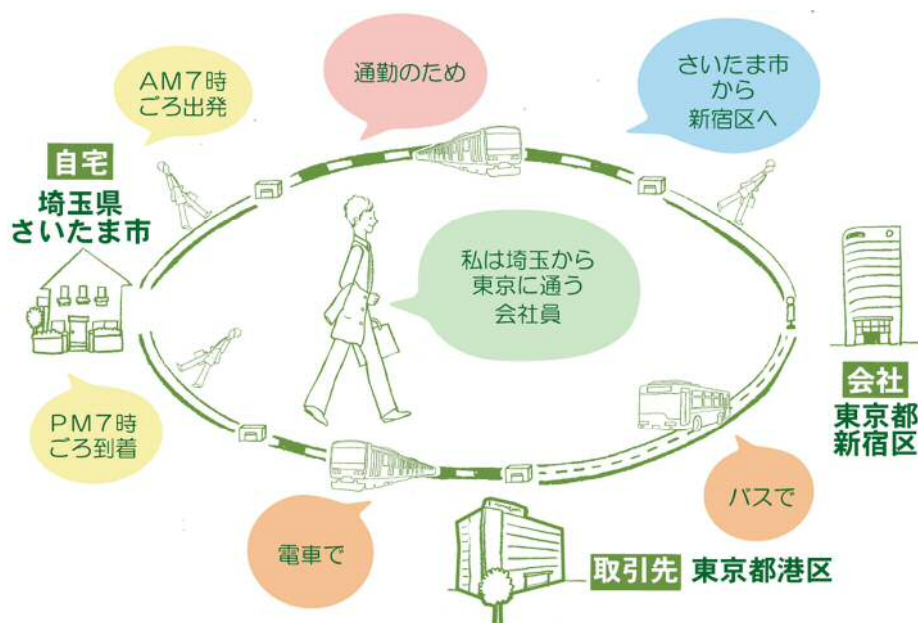 AM7時
ごろ出発
通勤のため
さいたま市
から
新宿区へ
自宅
埼玉県
さいたま市
私は埼玉から
東京に通う
会社員
会社
東京都
新宿区
PM7時
ごろ到着
電車で
バスで
取引先 東京都港区